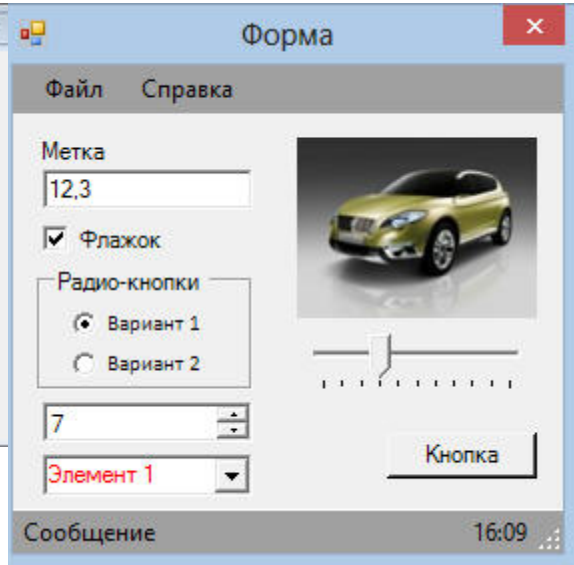 Форма
Файл Справка
Метка
12,3
Флажок
Радио-кнопки
Вариант 1
Вариант 2
7
Элемент 1
Кнопка
Сообщение 16:09